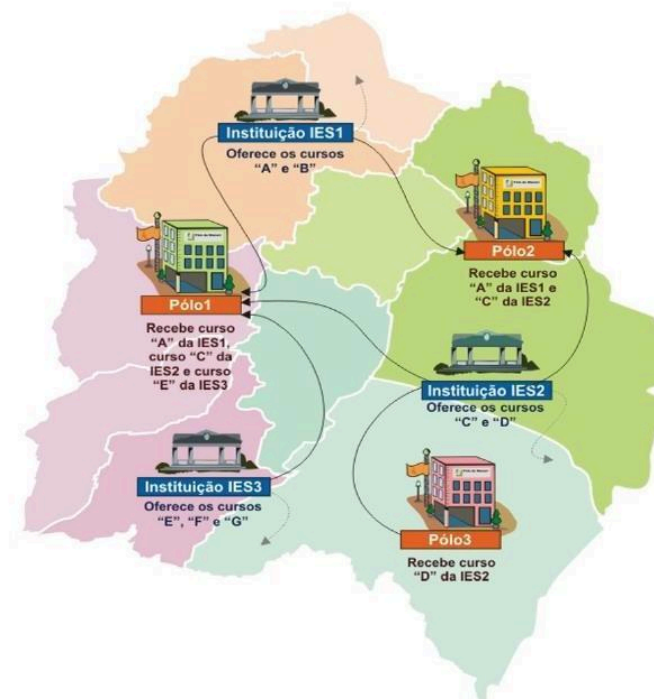 Instituição IES1
Oferece os cursos
"A" e "B"
Pólo2
Recebe curso
"A" da IES1 e
"C" da IES2
Pólo1
Recebe curso
"A" da IES1,
curso "C" da
IES2 e curso
"E" da IES3
Instituição IES2
Oferece os cursos
"C" e "D"
Instituição IES3
Oferece os cursos
"E", "F" e "G"
Pólo3
Recebe curso
"D" da IES2